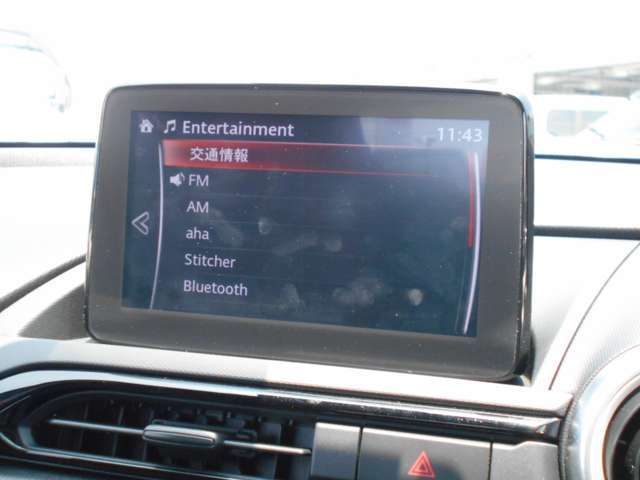 Entertainment 11:43
交通情報
FM
AM
aha
Stitcher
Bluetooth